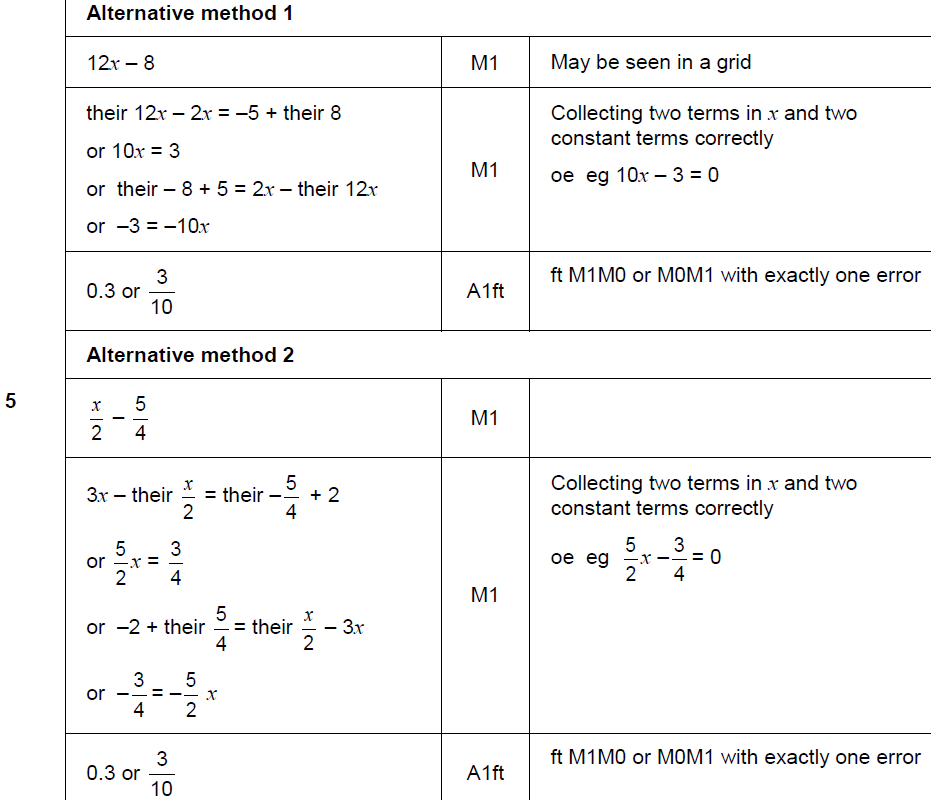 Alternative method 1
12x – 8 M1 May be seen in a grid
their 12x – 2x = –5 + their 8
or 10x = 3
or their – 8 + 5 = 2x – their 12x
or –3 = –10x
M1
Collecting two terms in x and two
constant terms correctly
oe eg 10x – 3 = 0
0.3 or 3/10 A1ft ft M1M0 or M0M1 with exactly one error
Alternative method 2
5
x/2 – 5/4 M1
3x – their x/2 = their –5/4 + 2
or 5/2 x = 3/4
or –2 + their 5/4 = their x/2 – 3x
or –3/4 = –5/2 x
M1
Collecting two terms in x and two
constant terms correctly
oe eg 5/2 x – 3/4 = 0
0.3 or 3/10 A1ft ft M1M0 or M0M1 with exactly one error